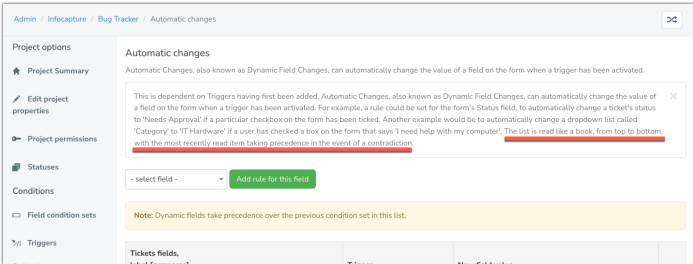 Admin / Infocapture / Bug Tracker / Automatic changes
Project options
Project Summary
Edit project
properties
Project permissions
Statuses
Conditions
Field condition sets
Triggers
Automatic changes
Automatic Changes, also known as Dynamic Field Changes, can automatically change the value of a field on the form when a trigger has been activated.
This is dependent on Triggers having first been added. Automatic Changes, also known as Dynamic Field Changes, can automatically change the value of
a field on the form when a trigger has been activated. For example, a rule could be set for the form's Status field, to automatically change a ticket's status
to 'Needs Approval' if a particular checkbox on the form has been ticked. Another example would be to automatically change a dropdown list called
'Category' to 'IT Hardware' if a user has checked a box on the form that says 'I need help with my computer'. The list is read like a book, from top to bottom,
with the most recently read item taking precedence in the event of a contradiction.
- select field -
Add rule for this field
Note: Dynamic fields take precedence over the previous condition set in this list.
Tickets fields,